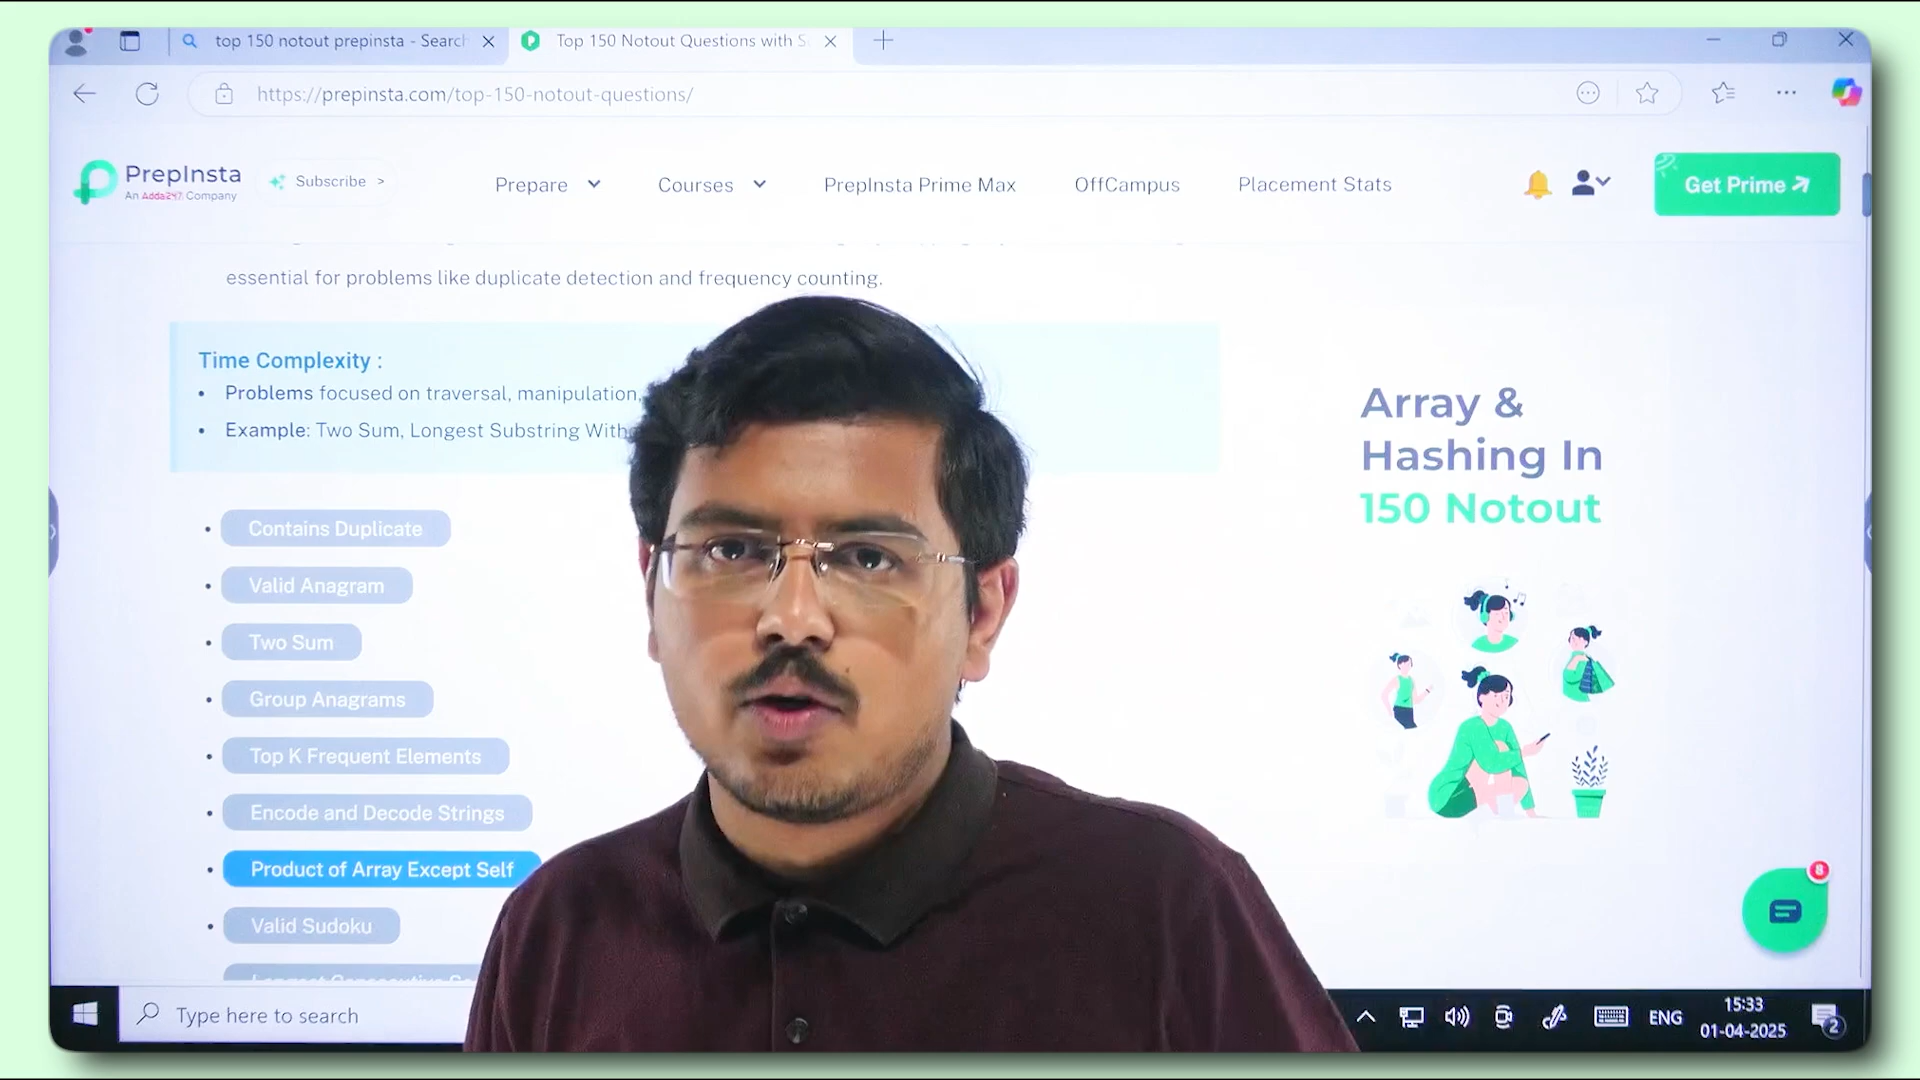 top 150 notout prepinsta - Search
Top 150 Notout Questions with S
https://prepinsta.com/top-150-notout-questions/
PrepInsta
An Adda247 Company
Subscribe >
Prepare
Courses
PrepInsta Prime Max
OffCampus
Placement Stats
Get Prime
essential for problems like duplicate detection and frequency counting.
Time Complexity :
• Problems focused on traversal, manipulation,
• Example: Two Sum, Longest Substring With
Array &
Hashing In
150 Notout
• Contains Duplicate
• Valid Anagram
• Two Sum
• Group Anagrams
• Top K Frequent Elements
• Encode and Decode Strings
• Product of Array Except Self
• Valid Sudoku
8
Type here to search
ENG
15:33
01-04-2025
2